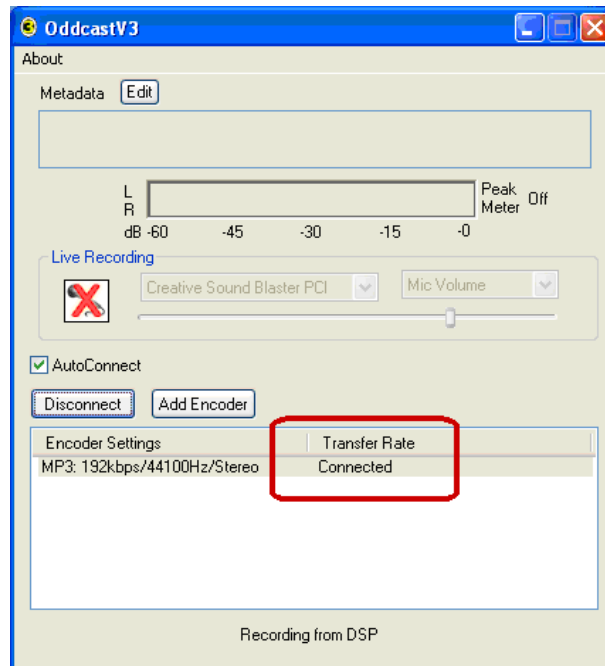 OddcastV3
About
Metadata Edit
L
R
Peak
Meter Off
dB -60 -45 -30 -15 -0
Live Recording
Creative Sound Blaster PCI Mic Volume
AutoConnect
Disconnect Add Encoder
Encoder Settings Transfer Rate
MP3: 192kbps/44100Hz/Stereo Connected
Recording from DSP